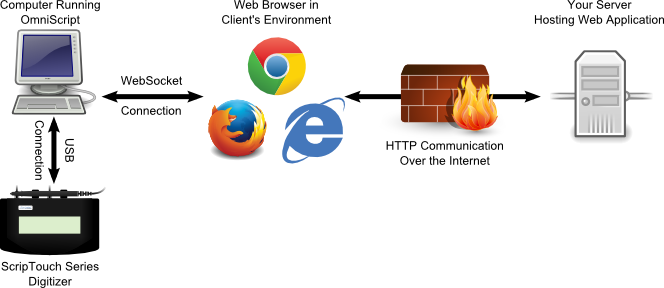 Computer Running
OmniScript
Web Browser in
Client's Environment
Your Server
Hosting Web Application
WebSocket
Connection
USB
Connection
HTTP Communication
Over the Internet
ScripTouch Series
Digitizer